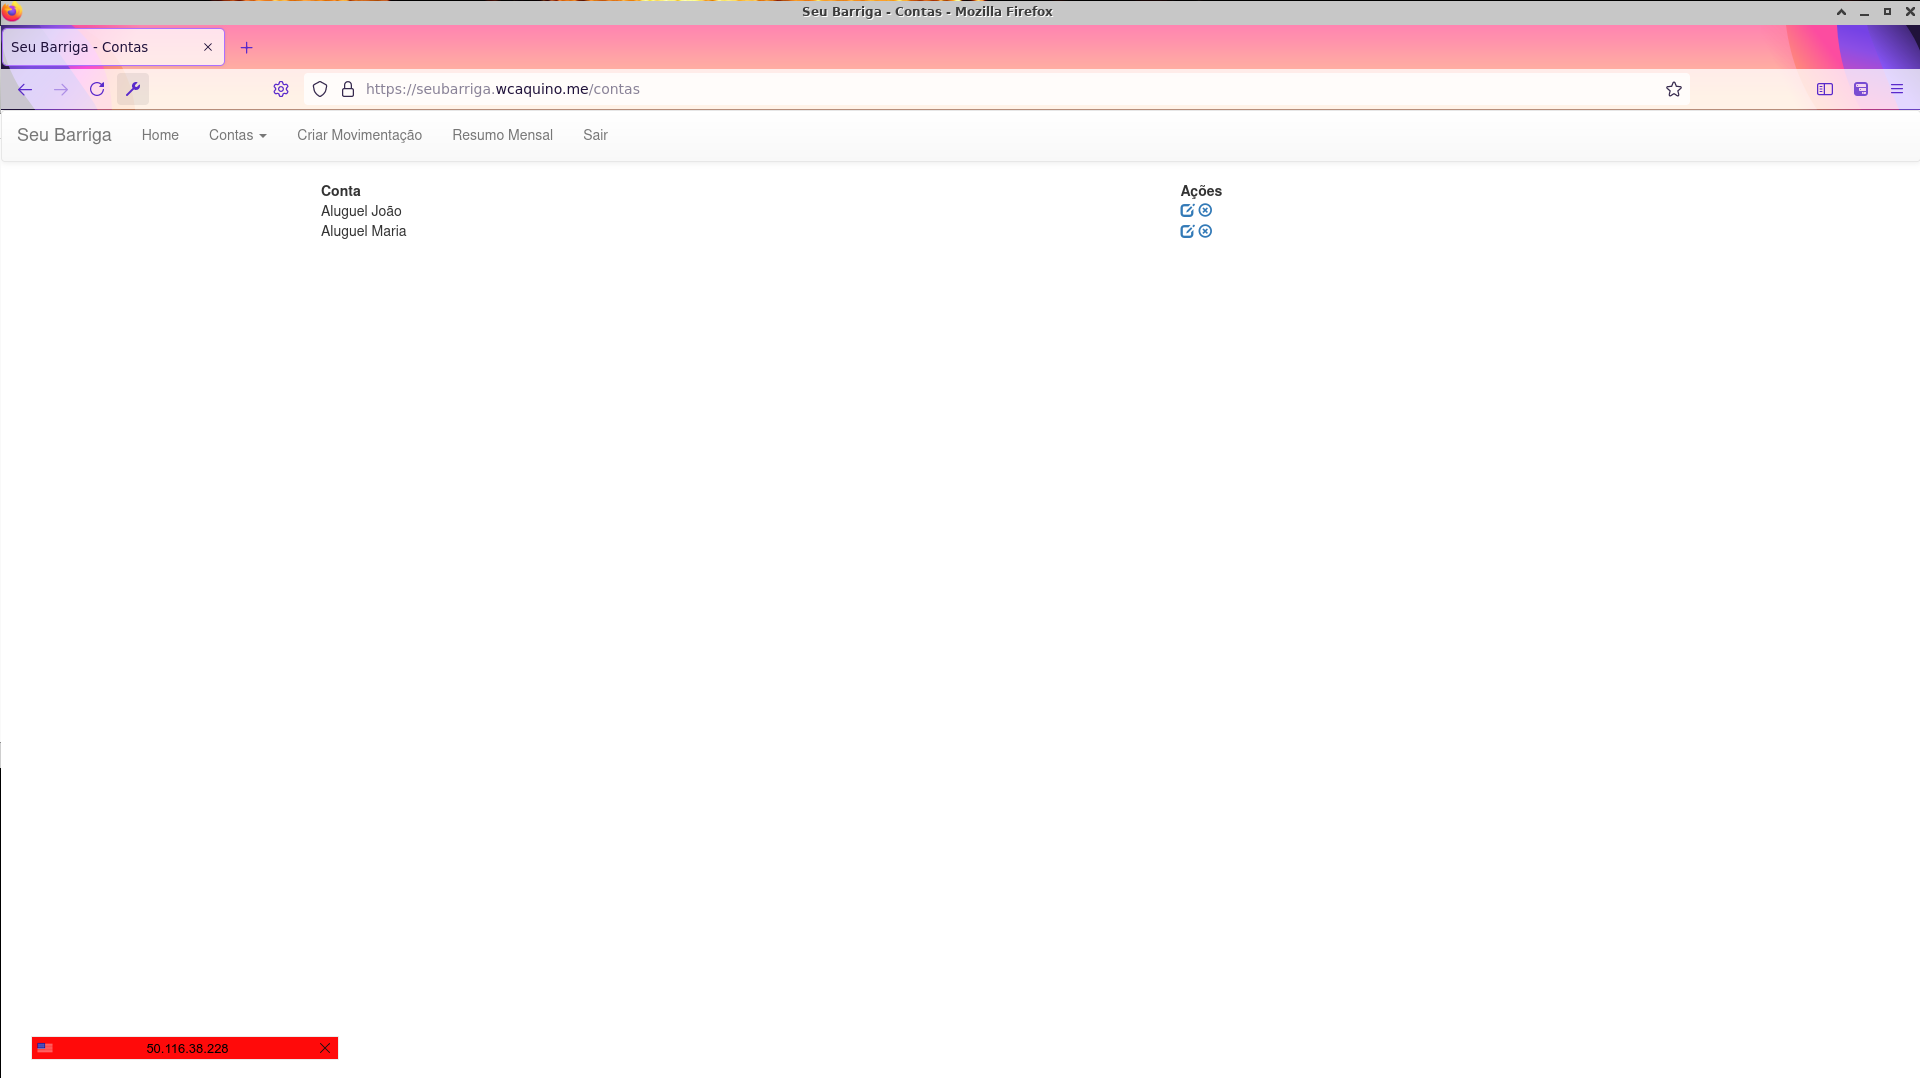 Seu Barriga - Contas - Mozilla Firefox
Seu Barriga - Contas
https://seubarriga.wcaquino.me/contas
Seu Barriga Home Contas Criar Movimentação Resumo Mensal Sair
Conta Ações
Aluguel João
Aluguel Maria
50.116.38.228